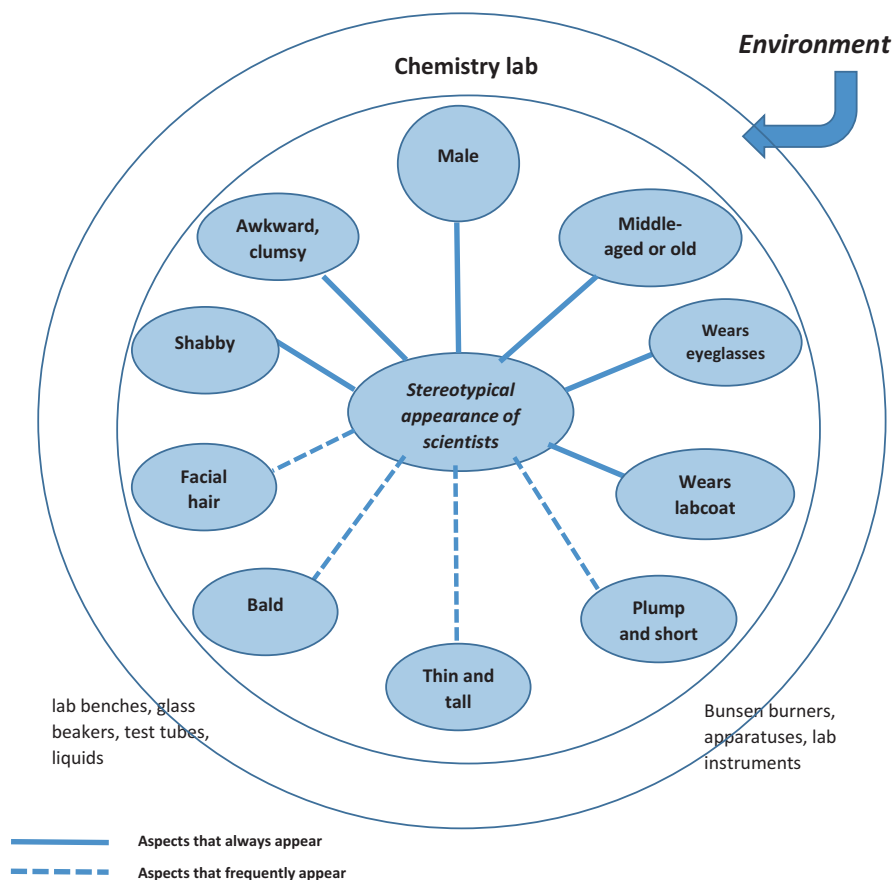 Environment
Chemistry lab
Male
Awkward,
clumsy
Middle-
aged or old
Shabby
Wears
eyeglasses
Stereotypical
appearance of
scientists
Facial
hair
Wears
labcoat
Bald
Plump
and short
Thin and
tall
lab benches, glass
beakers, test tubes,
liquids
Bunsen burners,
apparatuses, lab
instruments
Aspects that always appear
Aspects that frequently appear